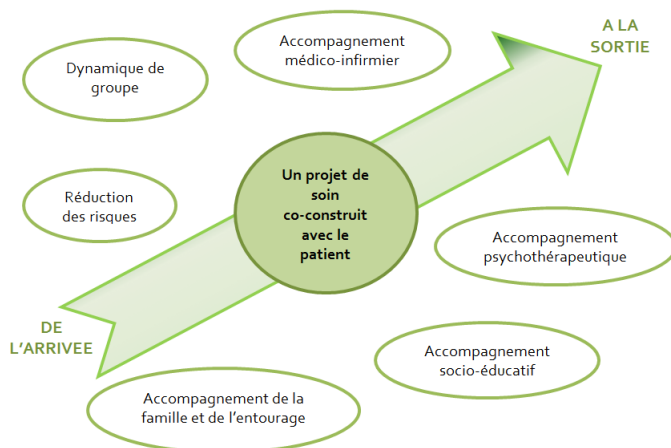 A LA
SORTIE
Accompagnement
médico-infirmier
Dynamique de
groupe
Réduction
des risques
Un projet de
soin
co-construit
avec le
patient
Accompagnement
psychothérapeutique
DE
L'ARRIVEE
Accompagnement
socio-éducatif
Accompagnement de la
famille et de l'entourage